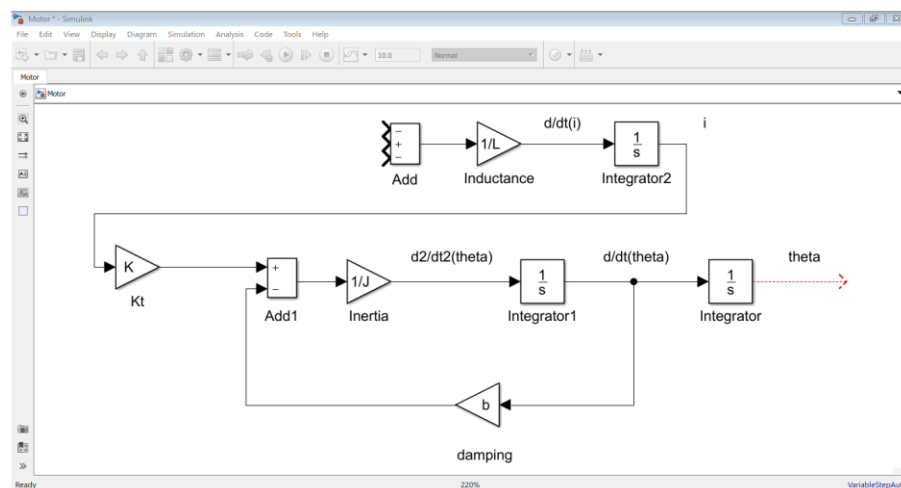 Motor * - Simulink
File Edit View Display Diagram Simulation Analysis Code Tools Help
10.0 Normal
Motor
Motor
d/dt(i) i
−
+
−
1/L
1
s
Add Inductance Integrator2
d2/dt2(theta) d/dt(theta) theta
K
+
−
1/J
1
s
1
s
Kt
Add1 Inertia Integrator1 Integrator
b
damping
Ready 220% VariableStepAut